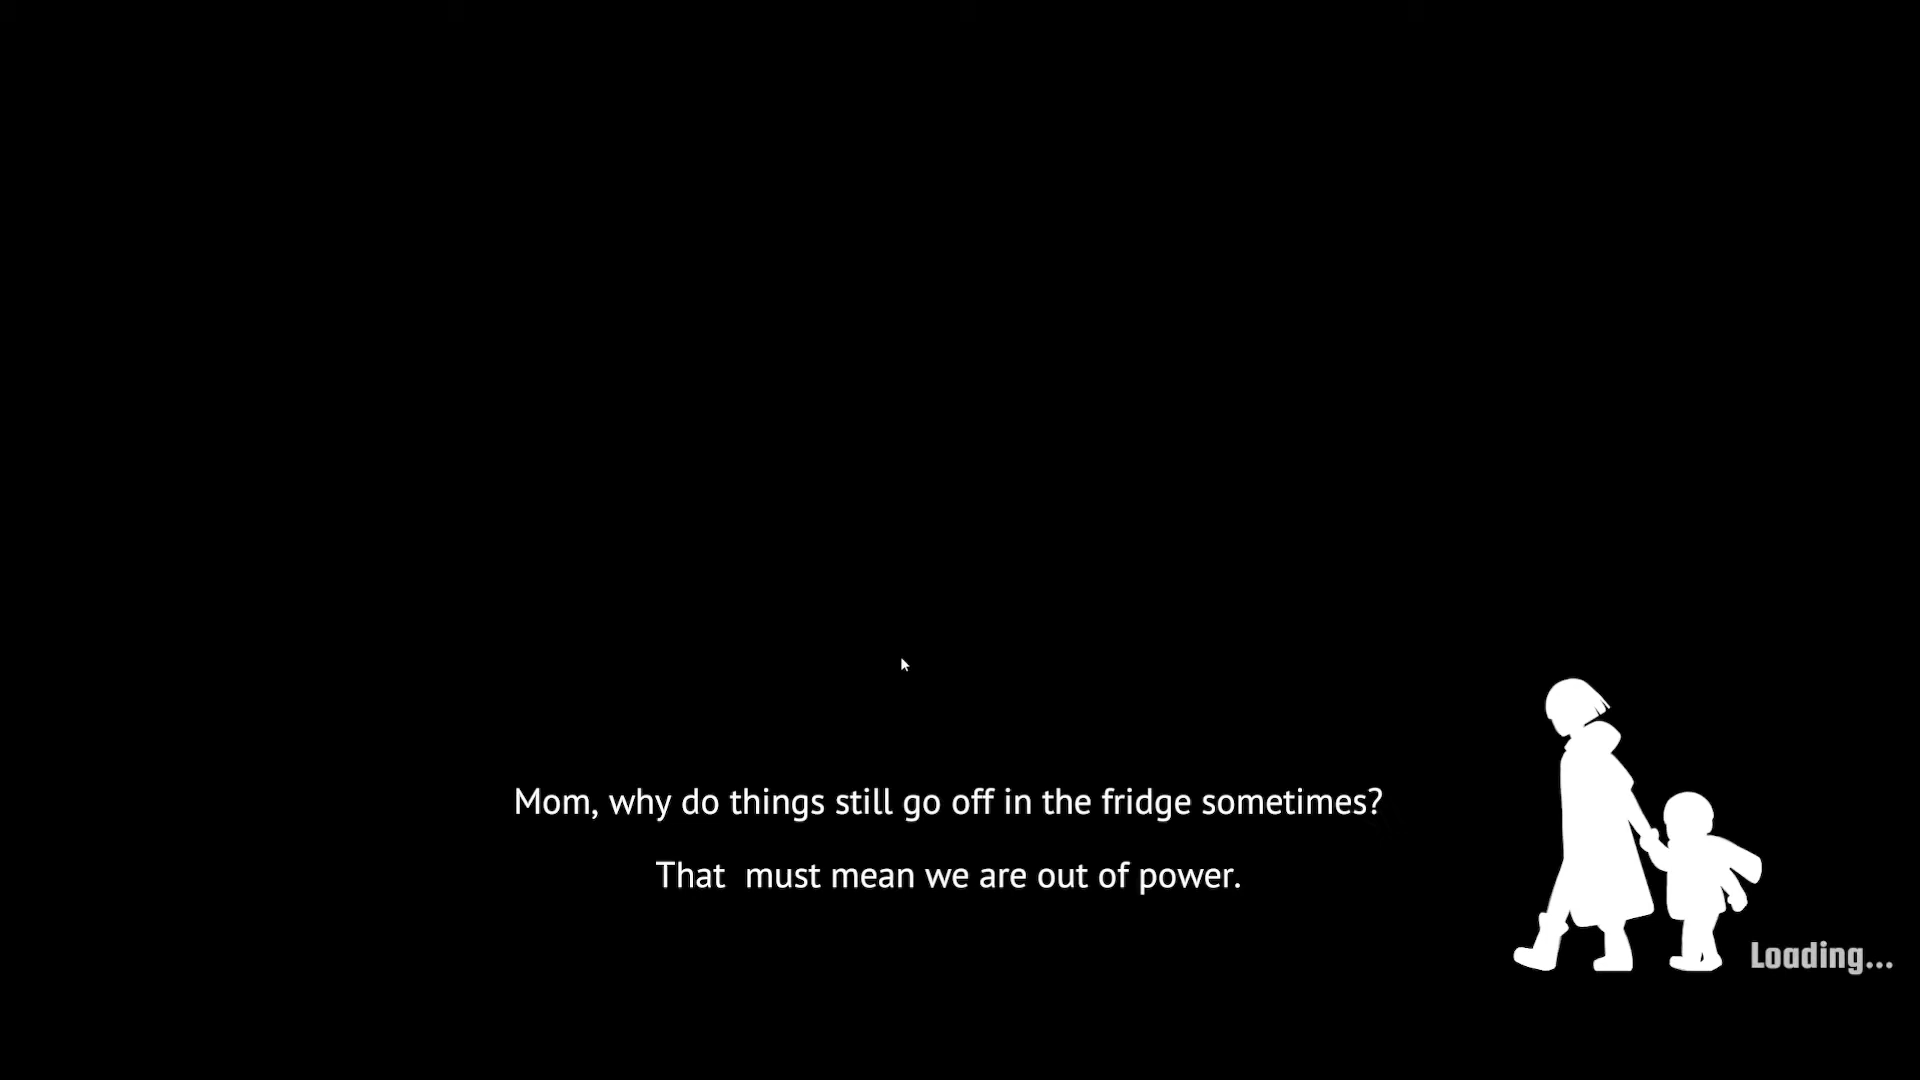 Mom, why do things still go off in the fridge sometimes?
That  must mean we are out of power.
Loading...